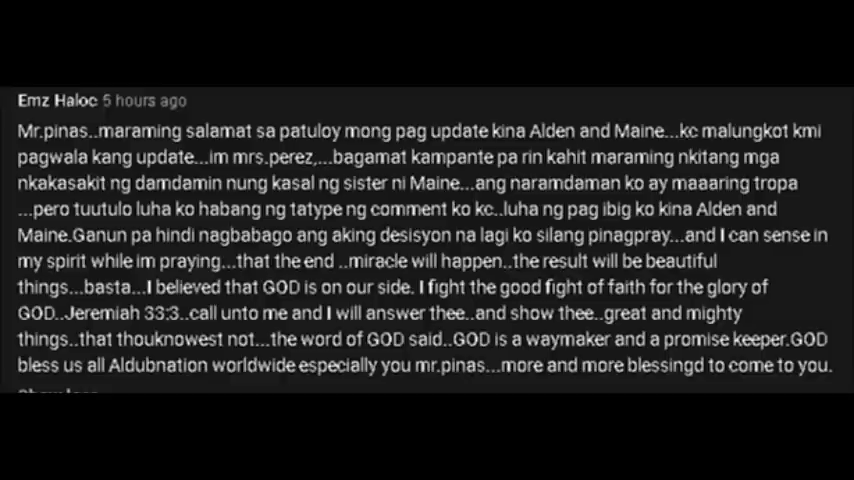 Emz Haloc 5 hours ago
Mr.pinas..maraming salamat sa patuloy mong pag update kina Alden and Maine...kc malungkot kmi
pagwala kang update...im mrs.perez,...bagamat kampante pa rin kahit maraming nkitang mga
nkakasakit ng damdamin nung kasal ng sister ni Maine...ang naramdaman ko ay maaaring tropa
...pero tuutulo luha ko habang ng tatype ng comment ko kc..luha ng pag ibig ko kina Alden and
Maine.Ganun pa hindi nagbabago ang aking desisyon na lagi ko silang pinagpray...and I can sense in
my spirit while im praying...that the end ..miracle will happen..the result will be beautiful
things...basta...I believed that GOD is on our side. I fight the good fight of faith for the glory of
GOD..Jeremiah 33:3..call unto me and I will answer thee..and show thee..great and mighty
things..that thouknowest not...the word of GOD said..GOD is a waymaker and a promise keeper.GOD
bless us all Aldubnation worldwide especially you mr.pinas...more and more blessingd to come to you.